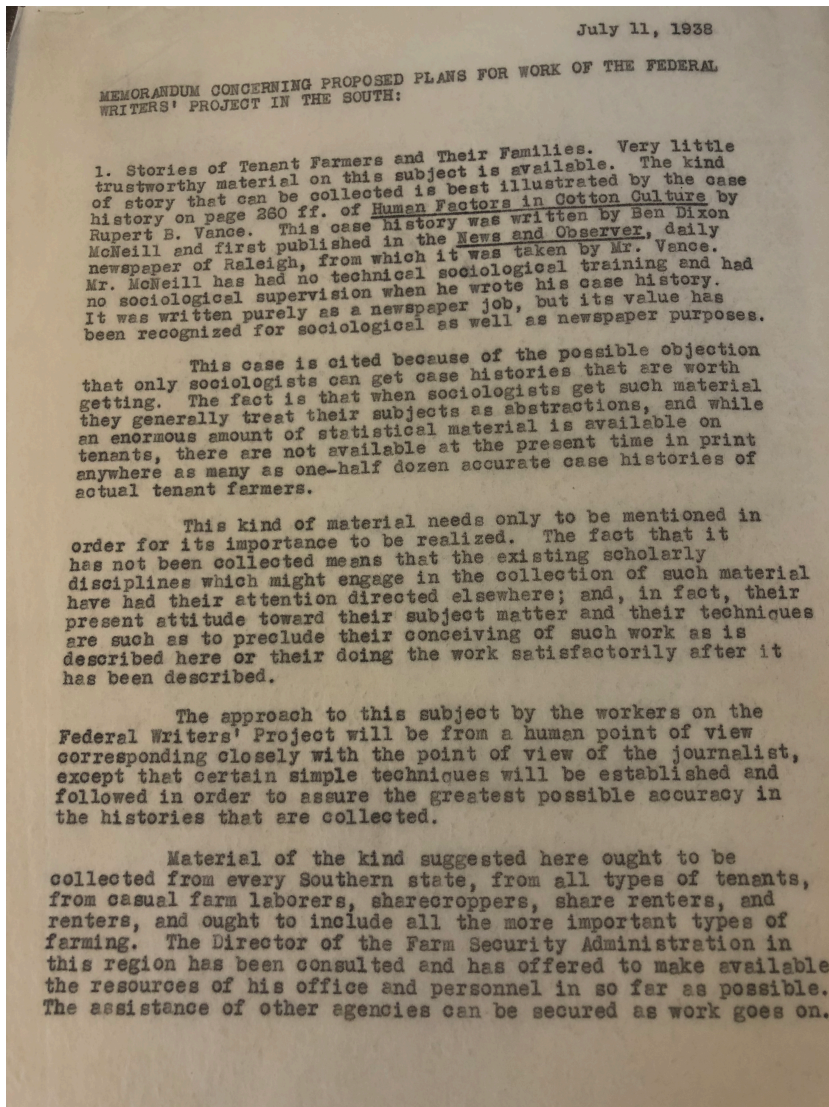 July 11, 1938
MEMORANDUM CONCERNING PROPOSED PLANS FOR WORK OF THE FEDERAL
WRITERS' PROJECT IN THE SOUTH:
1. Stories of Tenant Farmers and Their Families. Very little
trustworthy material on this subject is available. The kind
of story that can be collected is best illustrated by the case
history on page 260 ff. of Human Factors in Cotton Culture by
Rupert B. Vance. This case history was written by Ben Dixon
McNeill and first published in the News and Observer, daily
newspaper of Raleigh, from which it was taken by Mr. Vance.
Mr. McNeill has had no technical sociological training and had
no sociological supervision when he wrote his case history.
It was written purely as a newspaper job, but its value has
been recognized for sociological as well as newspaper purposes.
This case is cited because of the possible objection
that only sociologists can get case histories that are worth
getting. The fact is that when sociologists get such material
they generally treat their subjects as abstractions, and while
an enormous amount of statistical material is available on
tenants, there are not available at the present time in print
anywhere as many as one-half dozen accurate case histories of
actual tenant farmers.
This kind of material needs only to be mentioned in
order for its importance to be realized. The fact that it
has not been collected means that the existing scholarly
disciplines which might engage in the collection of such material
have had their attention directed elsewhere; and, in fact, their
present attitude toward their subject matter and their techniques
are such as to preclude their conceiving of such work as is
described here or their doing the work satisfactorily after it
has been described.
The approach to this subject by the workers on the
Federal Writers' Project will be from a human point of view
corresponding closely with the point of view of the journalist,
except that certain simple techniques will be established and
followed in order to assure the greatest possible accuracy in
the histories that are collected.
Material of the kind suggested here ought to be
collected from every Southern state, from all types of tenants,
from casual farm laborers, sharecroppers, share renters, and
renters, and ought to include all the more important types of
farming. The Director of the Farm Security Administration in
this region has been consulted and has offered to make available
the resources of his office and personnel in so far as possible.
The assistance of other agencies can be secured as work goes on.